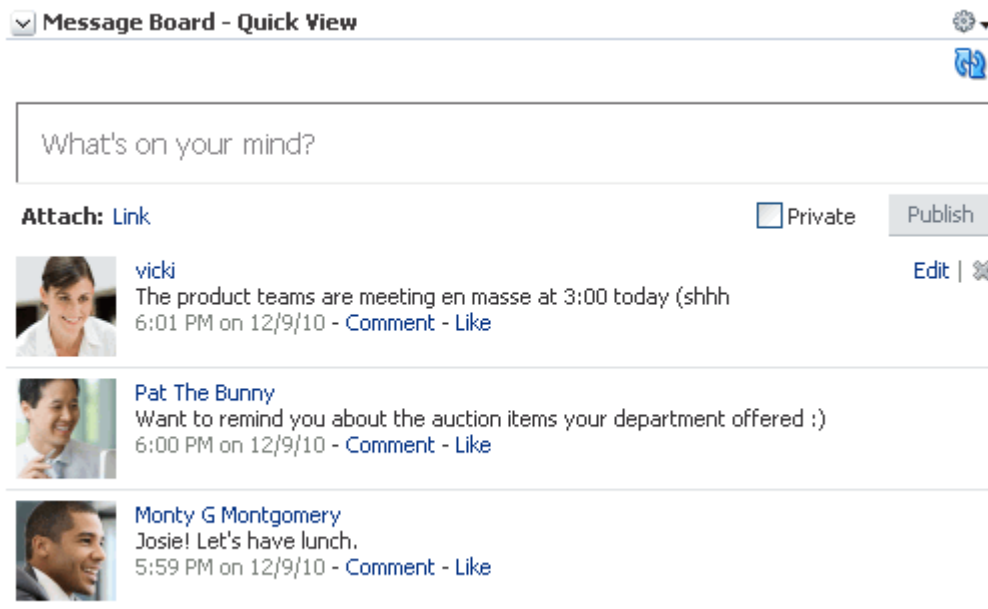 Message Board - Quick View
What's on your mind?
Attach: Link Private Publish
vicki Edit |
The product teams are meeting en masse at 3:00 today (shhh
6:01 PM on 12/9/10 - Comment - Like
Pat The Bunny
Want to remind you about the auction items your department offered :)
6:00 PM on 12/9/10 - Comment - Like
Monty G Montgomery
Josie! Let's have lunch.
5:59 PM on 12/9/10 - Comment - Like